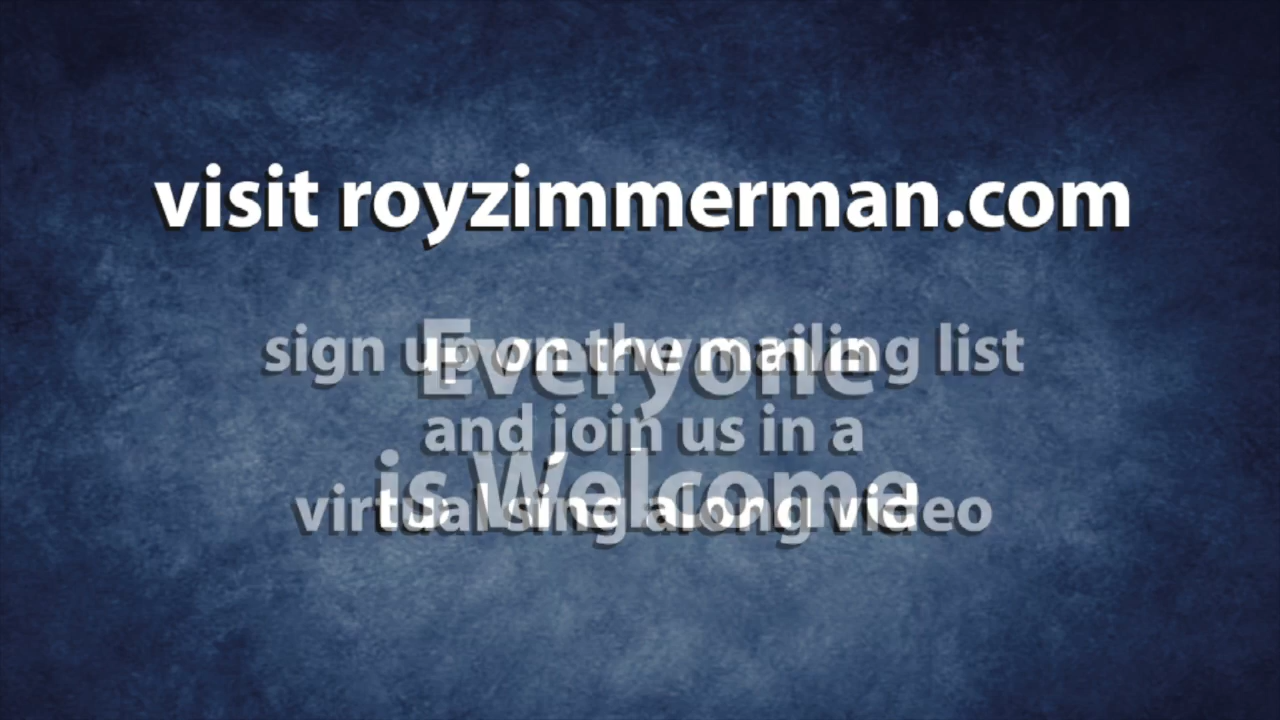 visit royzimmerman.com
sign up on the mailing list
Everyone
and join us in a
is Welcome
virtual sing along video